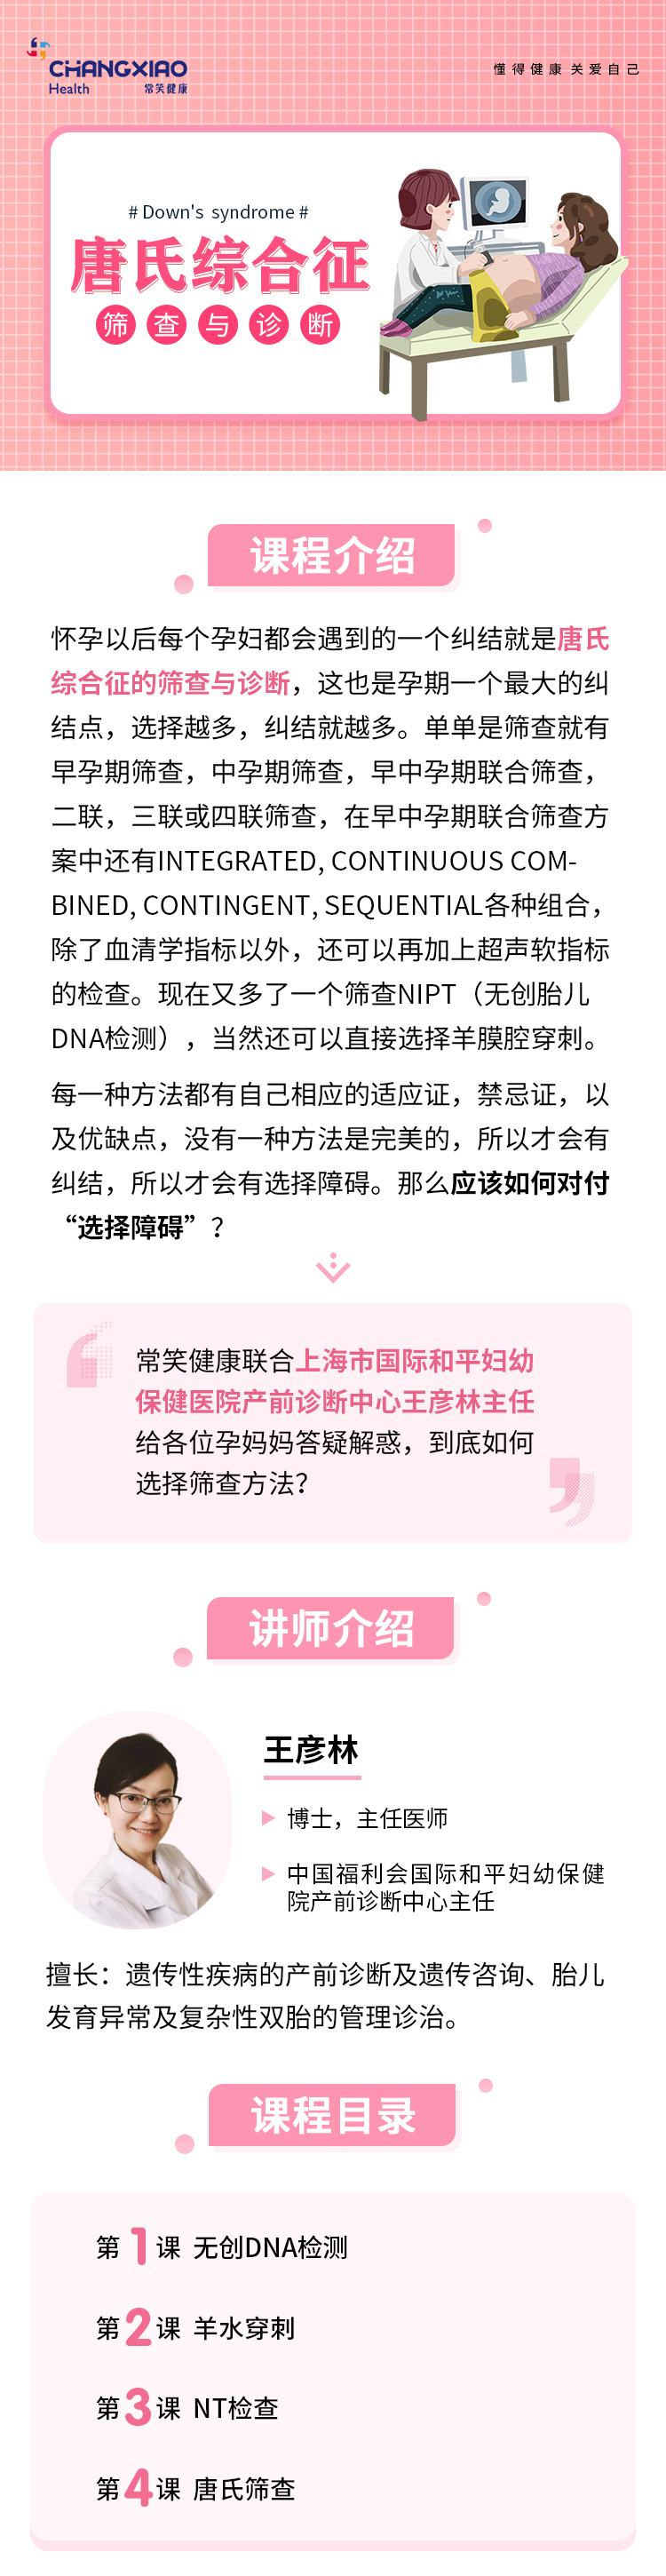 CHANGXIAO
Health 常笑健康
懂得健康 关爱自己
# Down's syndrome #
唐氏综合征
筛查与诊断
课程介绍
怀孕以后每个孕妇都会遇到的一个纠结就是唐氏
综合征的筛查与诊断，这也是孕期一个最大的纠
结点，选择越多，纠结就越多。单单是筛查就有
早孕期筛查，中孕期筛查，早中孕期联合筛查，
二联，三联或四联筛查，在早中孕期联合筛查方
案中还有INTEGRATED, CONTINUOUS COM-
BINED, CONTINGENT, SEQUENTIAL各种组合，
除了血清学指标以外，还可以再加上超声软指标
的检查。现在又多了一个筛查NIPT（无创胎儿
DNA检测），当然还可以直接选择羊膜腔穿刺。
每一种方法都有自己相应的适应证，禁忌证，以
及优缺点，没有一种方法是完美的，所以才会有
纠结，所以才会有选择障碍。那么应该如何对付
“选择障碍”？
常笑健康联合上海市国际和平妇幼
保健医院产前诊断中心王彦林主任
给各位孕妈妈答疑解惑，到底如何
选择筛查方法？
讲师介绍
王彦林
博士，主任医师
中国福利会国际和平妇幼保健
院产前诊断中心主任
擅长：遗传性疾病的产前诊断及遗传咨询、胎儿
发育异常及复杂性双胎的管理诊治。
课程目录
第1课 无创DNA检测
第2课 羊水穿刺
第3课 NT检查
第4课 唐氏筛查